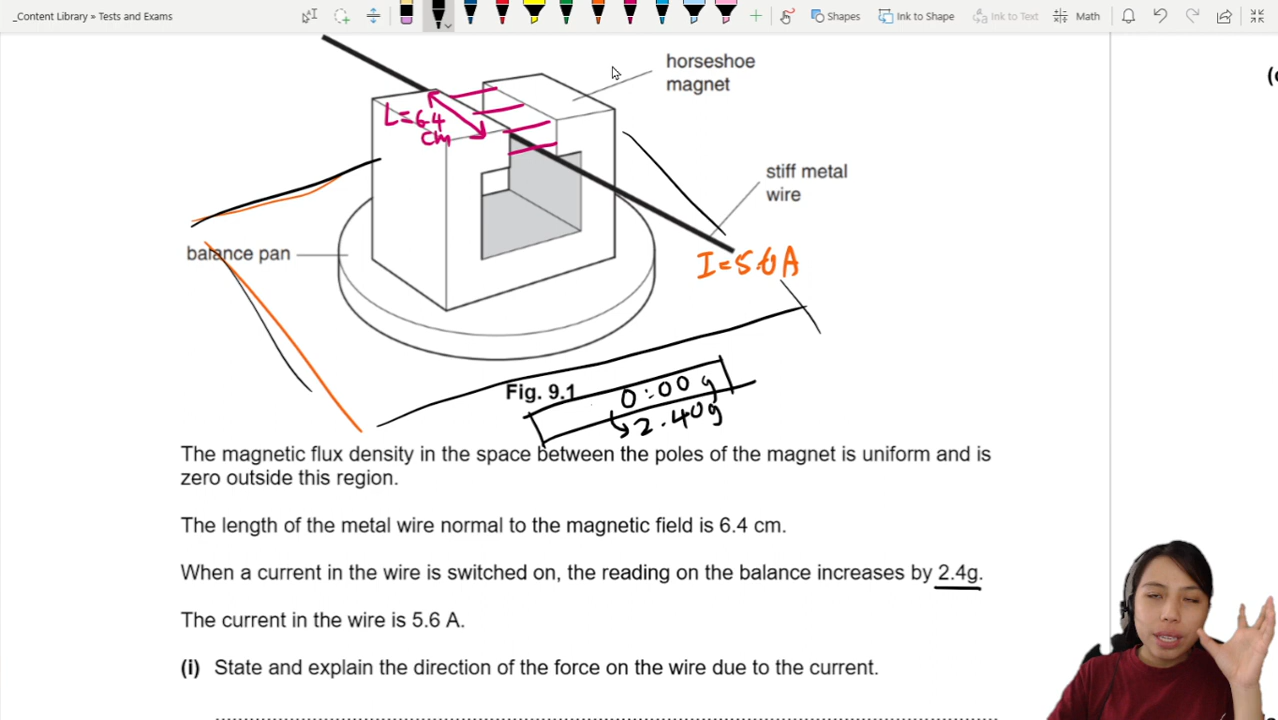 _Content Library » Tests and Exams
Shapes
Ink to Shape
Ink to Text
Math
horseshoe
magnet
L=6.4
cm
stiff metal
wire
balance pan
I=5.6A
Fig. 9.1
0.00g
2.40g
The magnetic flux density in the space between the poles of the magnet is uniform and is
zero outside this region.
The length of the metal wire normal to the magnetic field is 6.4 cm.
When a current in the wire is switched on, the reading on the balance increases by 2.4g.
The current in the wire is 5.6 A.
(i) State and explain the direction of the force on the wire due to the current.